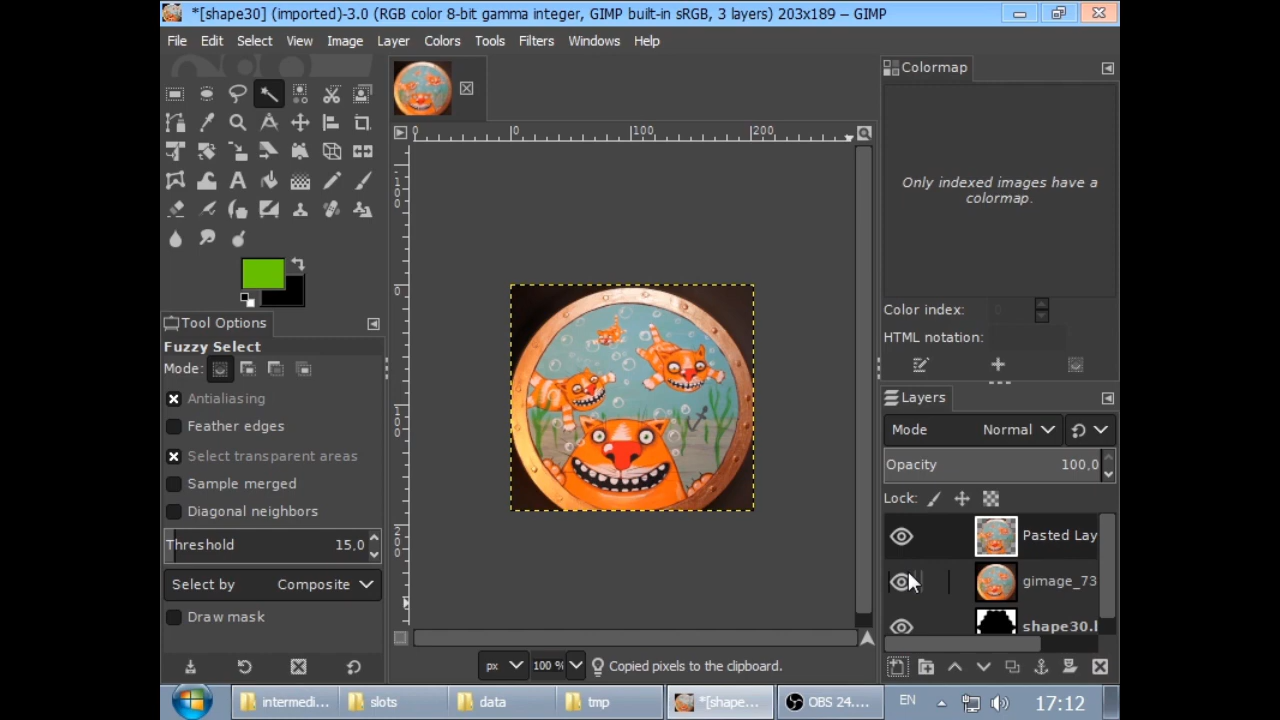 *[shape30] (imported)-3.0 (RGB color 8-bit gamma integer, GIMP built-in sRGB, 3 layers) 203x189 – GIMP
File Edit Select View Image Layer Colors Tools Filters Windows Help
Colormap
0 100 200
Only indexed images have a
colormap.
0
100
200
Color index: 0
HTML notation:
Tool Options
Fuzzy Select
Mode:
Antialiasing
Feather edges
Select transparent areas
Sample merged
Diagonal neighbors
Threshold 15,0
Select by Composite
Draw mask
Layers
Mode Normal
Opacity 100,0
Lock:
Pasted Lay
gimage_73
shape30.
px 100 % Copied pixels to the clipboard.
intermedi... slots data tmp *[shape... OBS 24.... EN 17:12